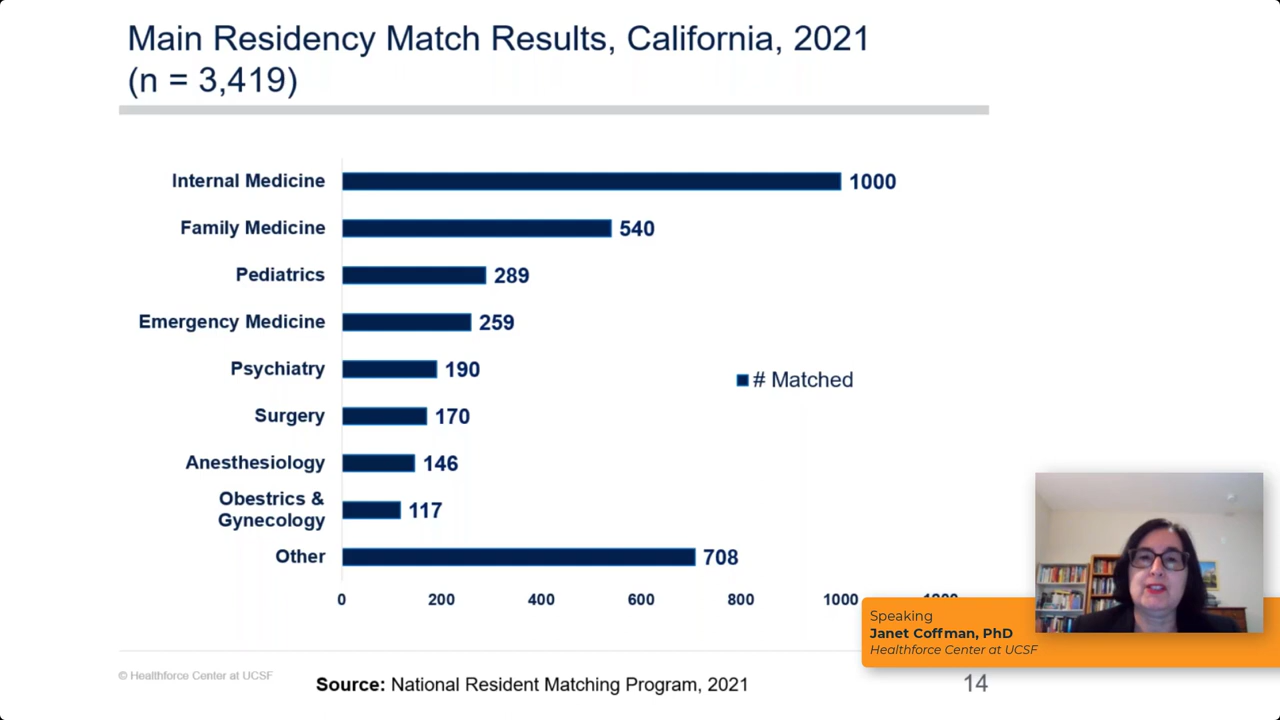 Main Residency Match Results, California, 2021
(n = 3,419)
Internal Medicine 1000
Family Medicine 540
Pediatrics 289
Emergency Medicine 259
Psychiatry 190
# Matched
Surgery 170
Anesthesiology 146
Obestrics &
Gynecology 117
Other 708
0 200 400 600 800 1000
Speaking
Janet Coffman, PhD
Healthforce Center at UCSF
© Healthforce Center at UCSF
Source: National Resident Matching Program, 2021
14